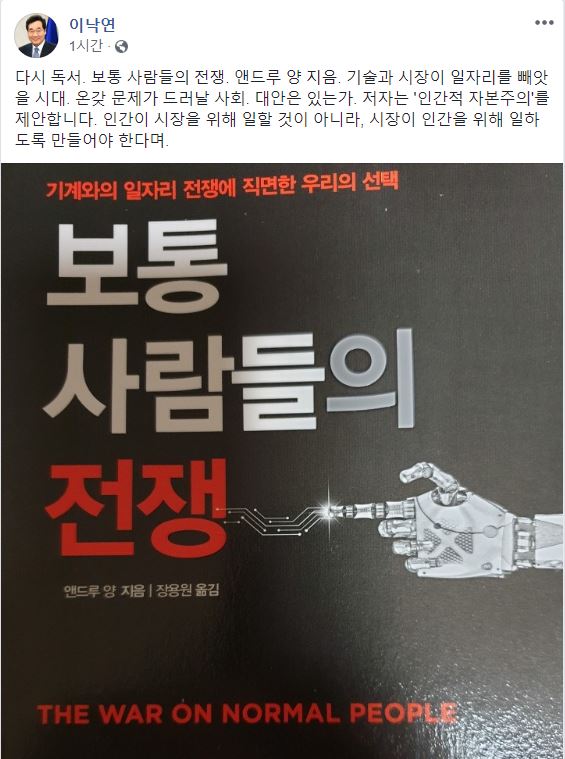 이낙연
1시간 ·
다시 독서. 보통 사람들의 전쟁. 앤드루 양 지음. 기술과 시장이 일자리를 빼앗
을 시대. 온갖 문제가 드러날 사회. 대안은 있는가. 저자는 '인간적 자본주의'를
제안합니다. 인간이 시장을 위해 일할 것이 아니라, 시장이 인간을 위해 일하
도록 만들어야 한다며.
기계와의 일자리 전쟁에 직면한 우리의 선택
보통
사람들의
전쟁
앤드루 양 지음 | 장용원 옮김
THE WAR ON NORMAL PEOPLE